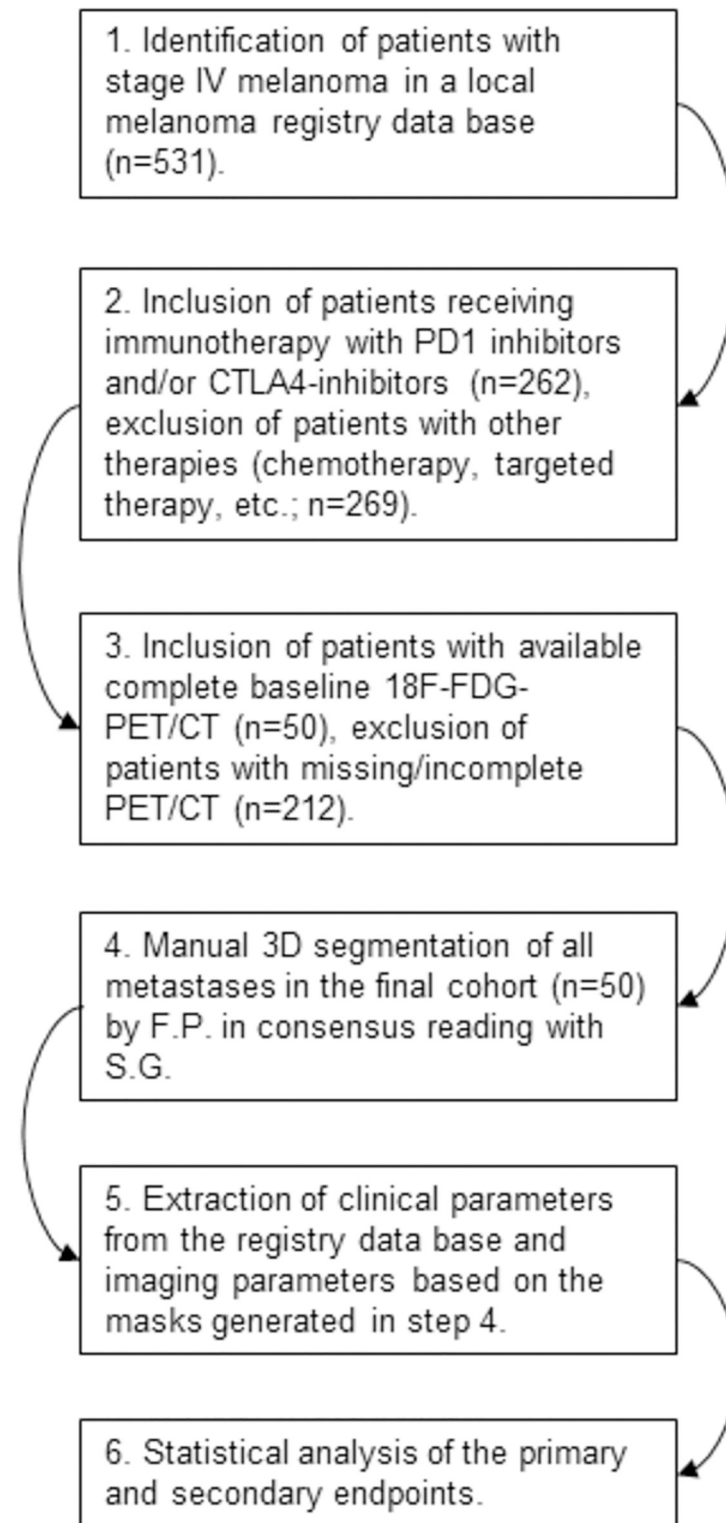 1. Identification of patients with
stage IV melanoma in a local
melanoma registry data base
(n=531).
2. Inclusion of patients receiving
immunotherapy with PD1 inhibitors
and/or CTLA4-inhibitors (n=262),
exclusion of patients with other
therapies (chemotherapy, targeted
therapy, etc.; n=269).
3. Inclusion of patients with available
complete baseline 18F-FDG-
PET/CT (n=50), exclusion of
patients with missing/incomplete
PET/CT (n=212).
4. Manual 3D segmentation of all
metastases in the final cohort (n=50)
by F.P. in consensus reading with
S.G.
5. Extraction of clinical parameters
from the registry data base and
imaging parameters based on the
masks generated in step 4.
6. Statistical analysis of the primary
and secondary endpoints.